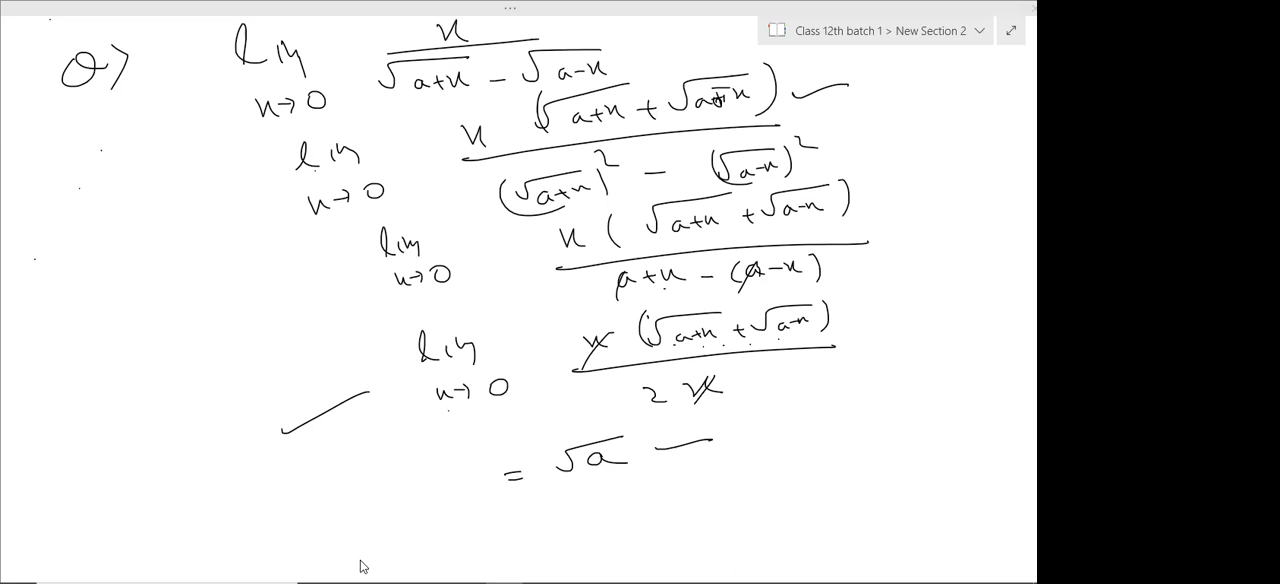 ...
Class 12th batch 1 > New Section 2
Q) lim x→0 x / (√(a+x) − √(a−x))
lim x→0 x (√(a+x) + √(a−x)) / ((√(a+x))² − (√(a−x))²)
lim x→0 x (√(a+x) + √(a−x)) / (a+x − (a−x))
lim x→0 x (√(a+x) + √(a−x)) / 2x
= √a